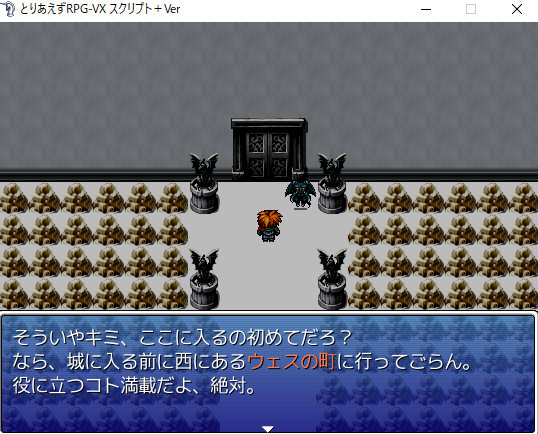 とりあえずRPG-VX スクリプト＋Ver
そういやキミ、ここに入るの初めてだろ？
なら、城に入る前に西にあるウェスの町に行ってごらん。
役に立つコト満載だよ、絶対。